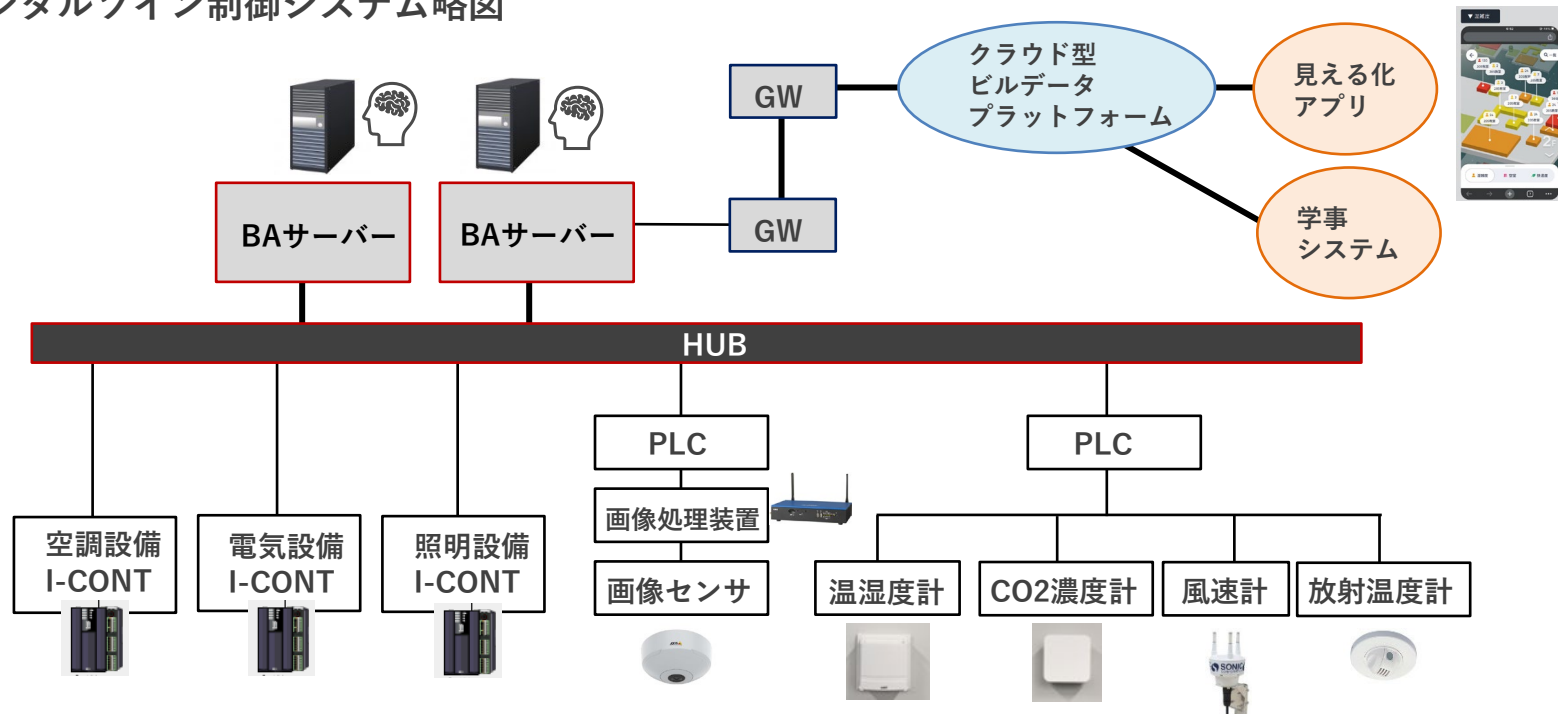 ンタルツイン制御システム略図
クラウド型
ビルデータ
プラットフォーム
見える化
アプリ
GW
GW
学事
システム
BAサーバー
BAサーバー
HUB
PLC
PLC
画像処理装置
空調設備
I-CONT
電気設備
I-CONT
照明設備
I-CONT
画像センサ
温湿度計
CO2濃度計
風速計
放射温度計
SONIC